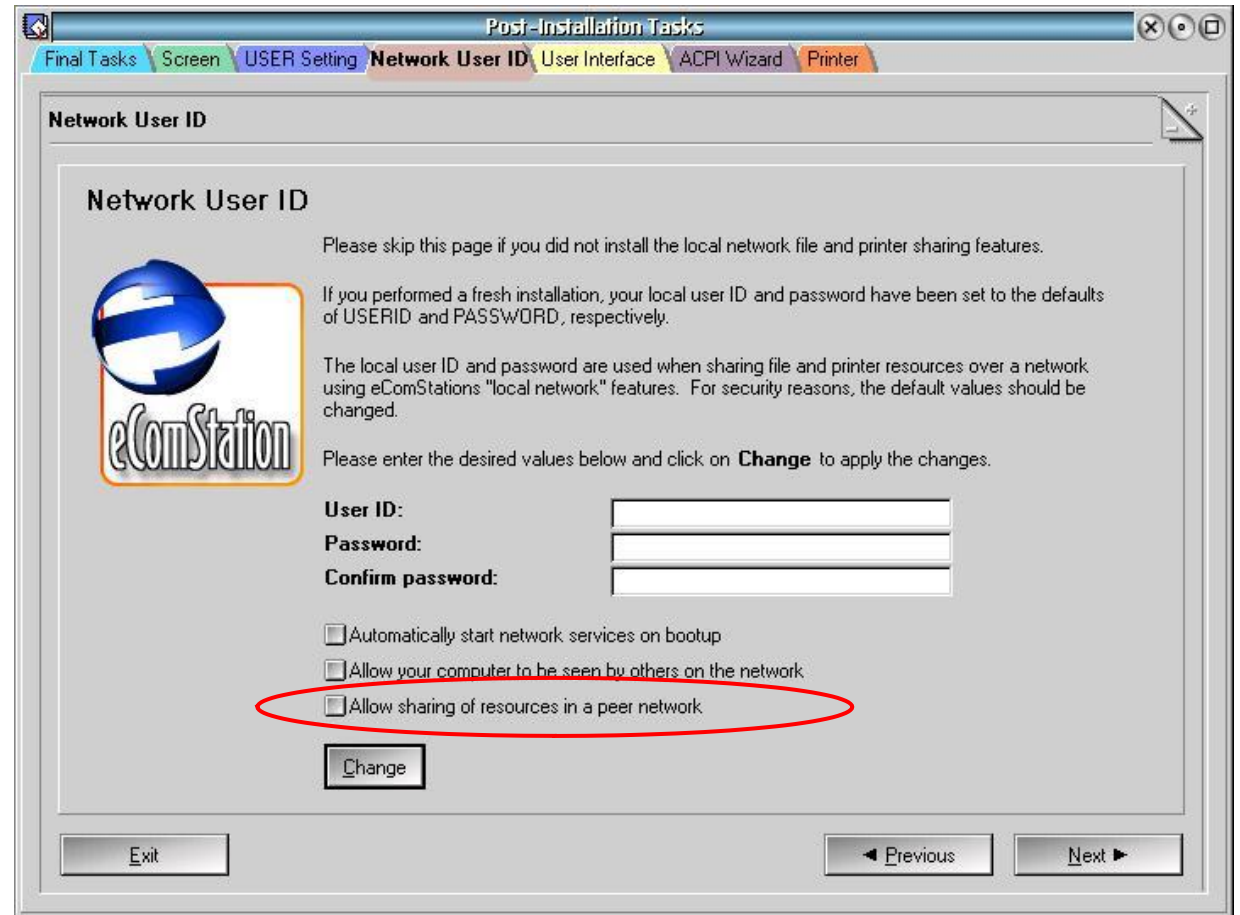 Post-Installation Tasks
Final Tasks Screen USER Setting Network User ID User Interface ACPI Wizard Printer
Network User ID
Network User ID
Please skip this page if you did not install the local network file and printer sharing features.
If you performed a fresh installation, your local user ID and password have been set to the defaults
of USERID and PASSWORD, respectively.
The local user ID and password are used when sharing file and printer resources over a network
using eComStations "local network" features. For security reasons, the default values should be
changed.
eComStation
Please enter the desired values below and click on Change to apply the changes.
User ID:
Password:
Confirm password:
Automatically start network services on bootup
Allow your computer to be seen by others on the network
Allow sharing of resources in a peer network
Change
Exit ◄ Previous Next ►